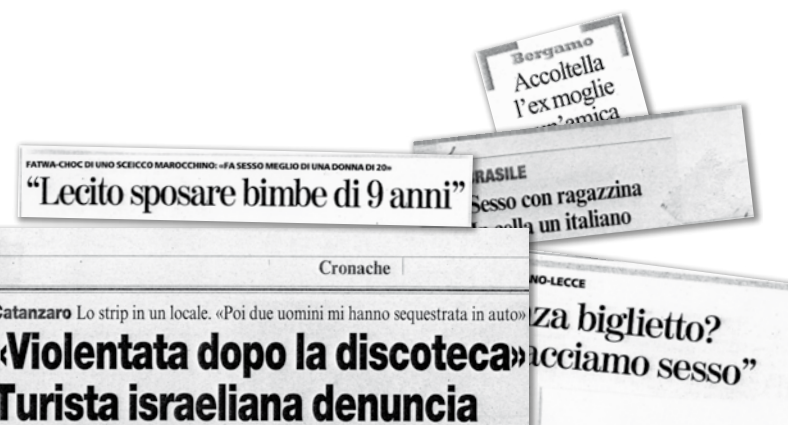 Bergamo
Accoltella
l'ex moglie
un'amica
RASILE
Sesso con ragazzina
un italiano
FATWA-CHOC DI UNO SCEICCO MAROCCHINO: «FA SESSO MEGLIO DI UNA DONNA DI 20»
“Lecito sposare bimbe di 9 anni”
Cronache
Catanzaro Lo strip in un locale. «Poi due uomini mi hanno sequestrata in auto»
«Violentata dopo la discoteca»
Turista israeliana denuncia
NO-LECCE
za biglietto?
acciamo sesso”